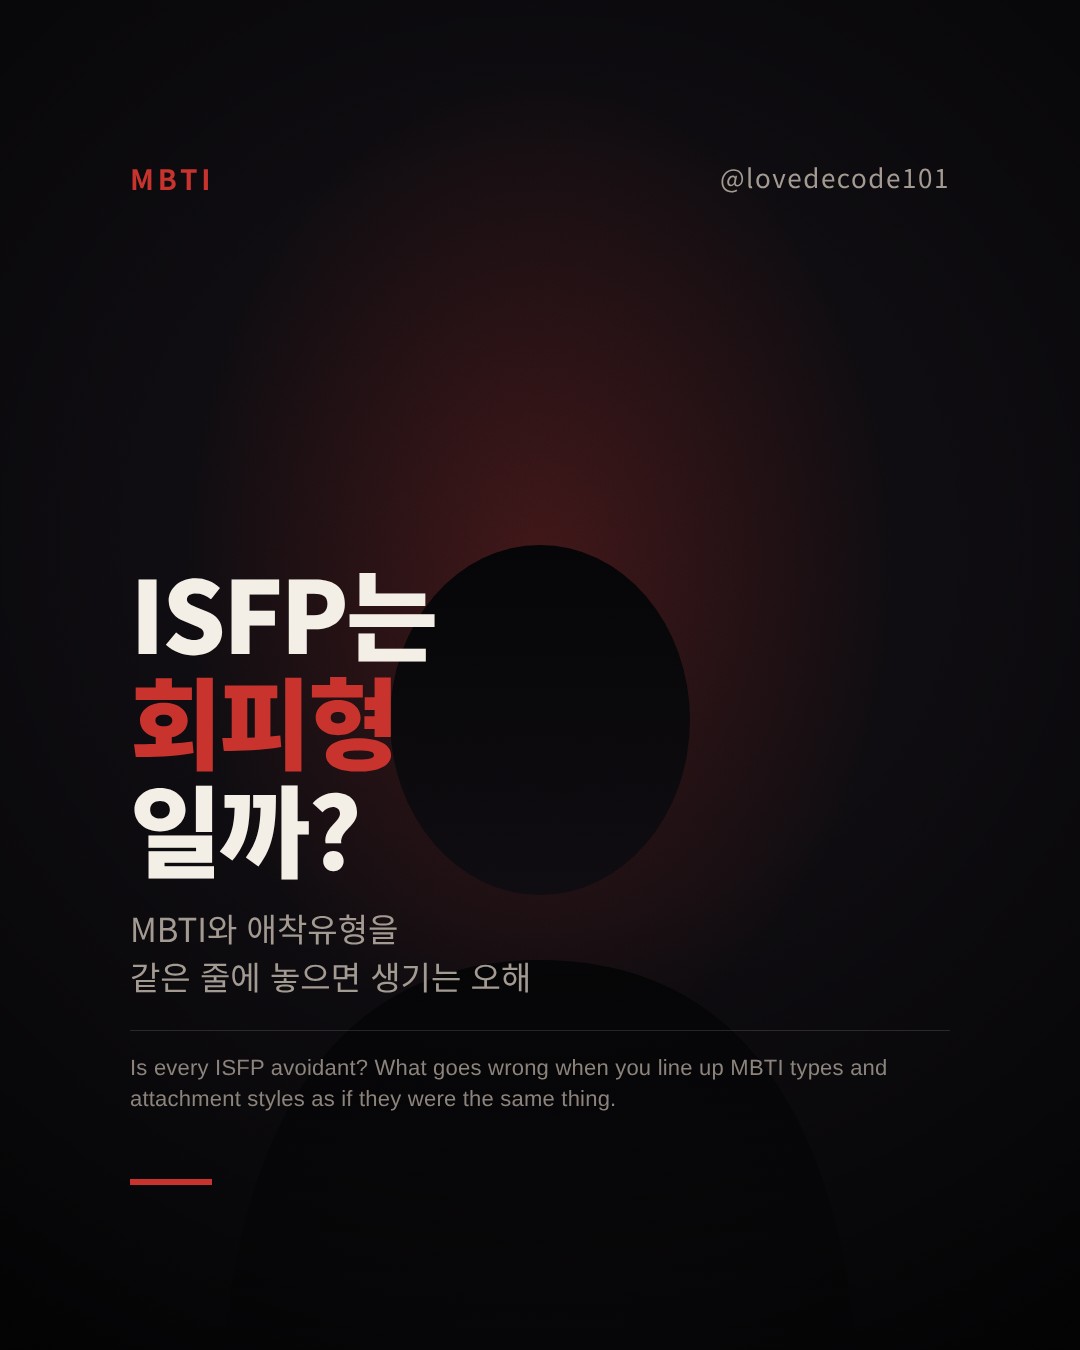 MBTI
@lovedecode101
ISFP는
회피형
일까?
MBTI와 애착유형을
같은 줄에 놓으면 생기는 오해
Is every ISFP avoidant? What goes wrong when you line up MBTI types and
attachment styles as if they were the same thing.